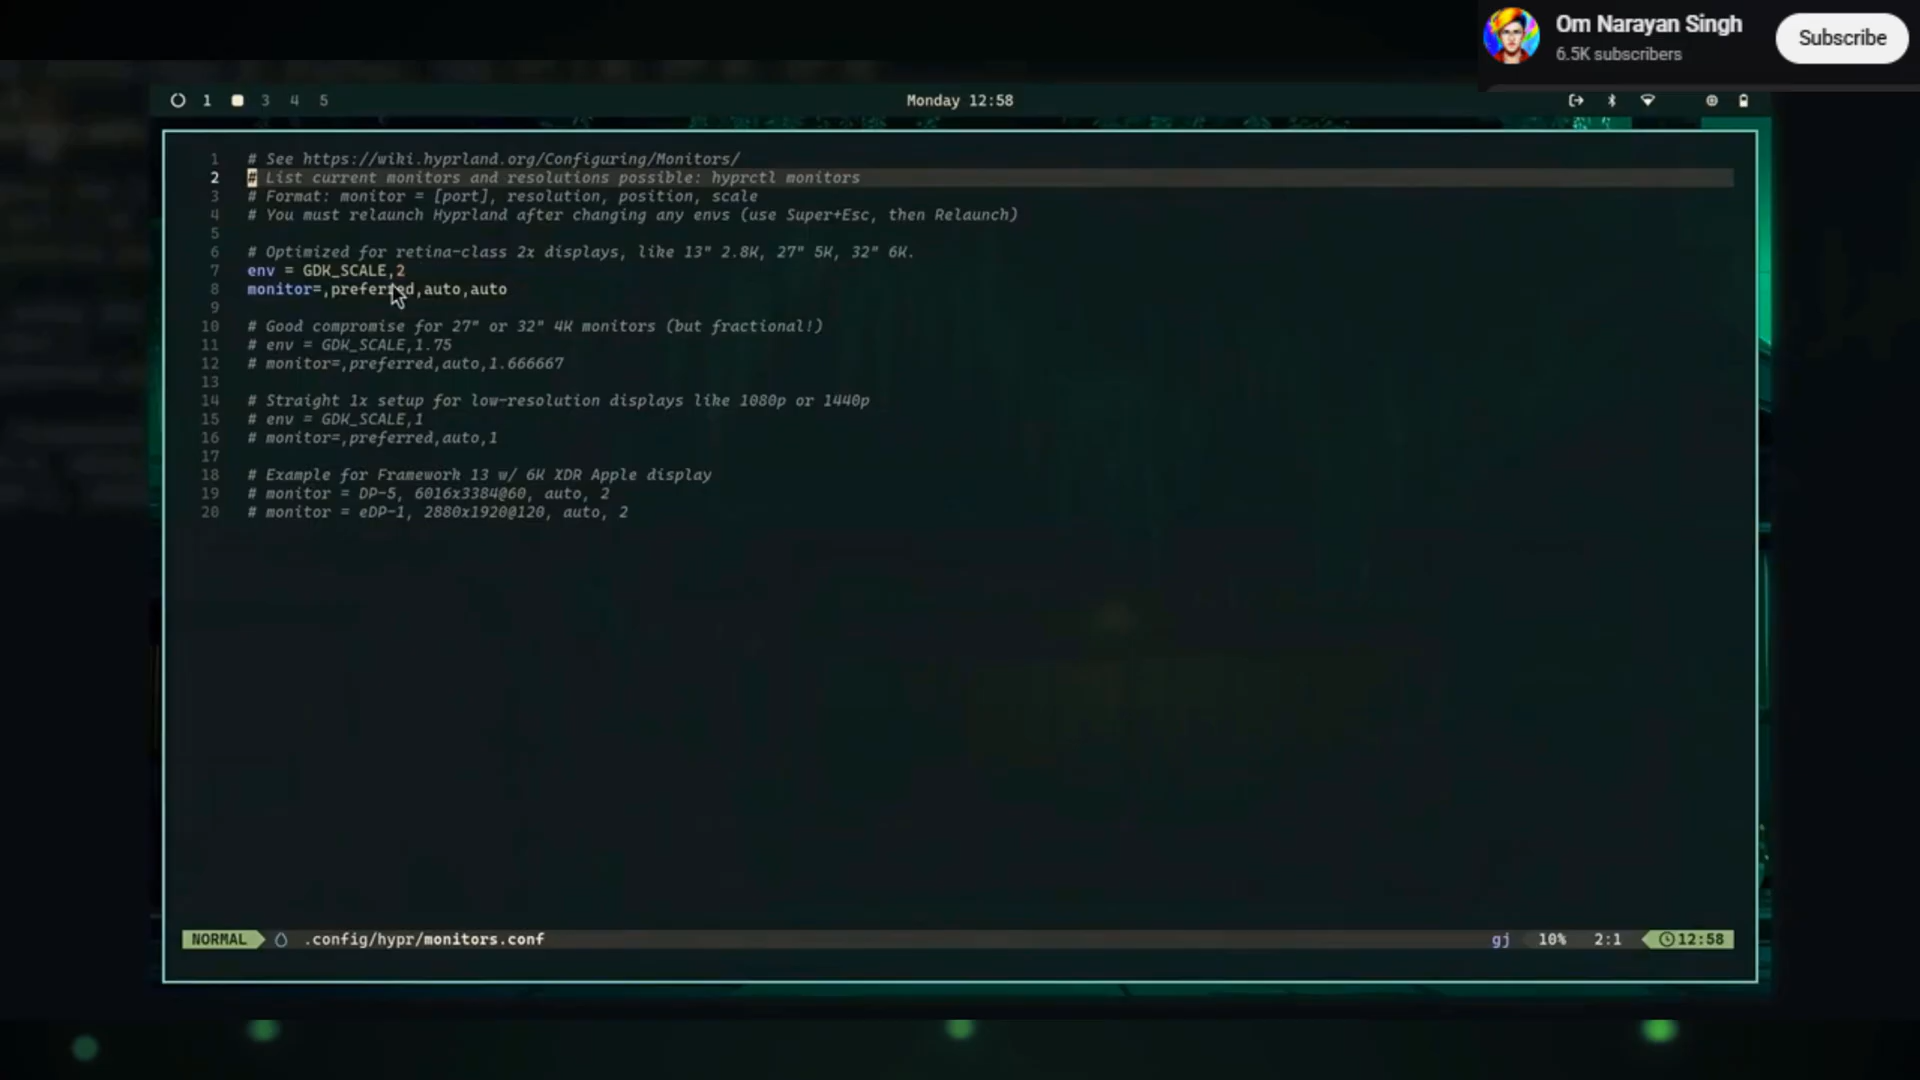 Om Narayan Singh
6.5K subscribers
Subscribe
1 3 4 5
Monday 12:58
1 # See https://wiki.hyprland.org/Configuring/Monitors/
2 # List current monitors and resolutions possible: hyprctl monitors
3 # Format: monitor = [port], resolution, position, scale
4 # You must relaunch Hyprland after changing any envs (use Super+Esc, then Relaunch)
5
6 # Optimized for retina-class 2x displays, like 13" 2.8K, 27" 5K, 32" 6K.
7 env = GDK_SCALE,2
8 monitor=,preferred,auto,auto
9
10 # Good compromise for 27" or 32" 4K monitors (but fractional!)
11 # env = GDK_SCALE,1.75
12 # monitor=,preferred,auto,1.666667
13
14 # Straight 1x setup for low-resolution displays like 1080p or 1440p
15 # env = GDK_SCALE,1
16 # monitor=,preferred,auto,1
17
18 # Example for Framework 13 w/ 6K XDR Apple display
19 # monitor = DP-5, 6016x3384@60, auto, 2
20 # monitor = eDP-1, 2880x1920@120, auto, 2
NORMAL .config/hypr/monitors.conf gj 10% 2:1 12:58